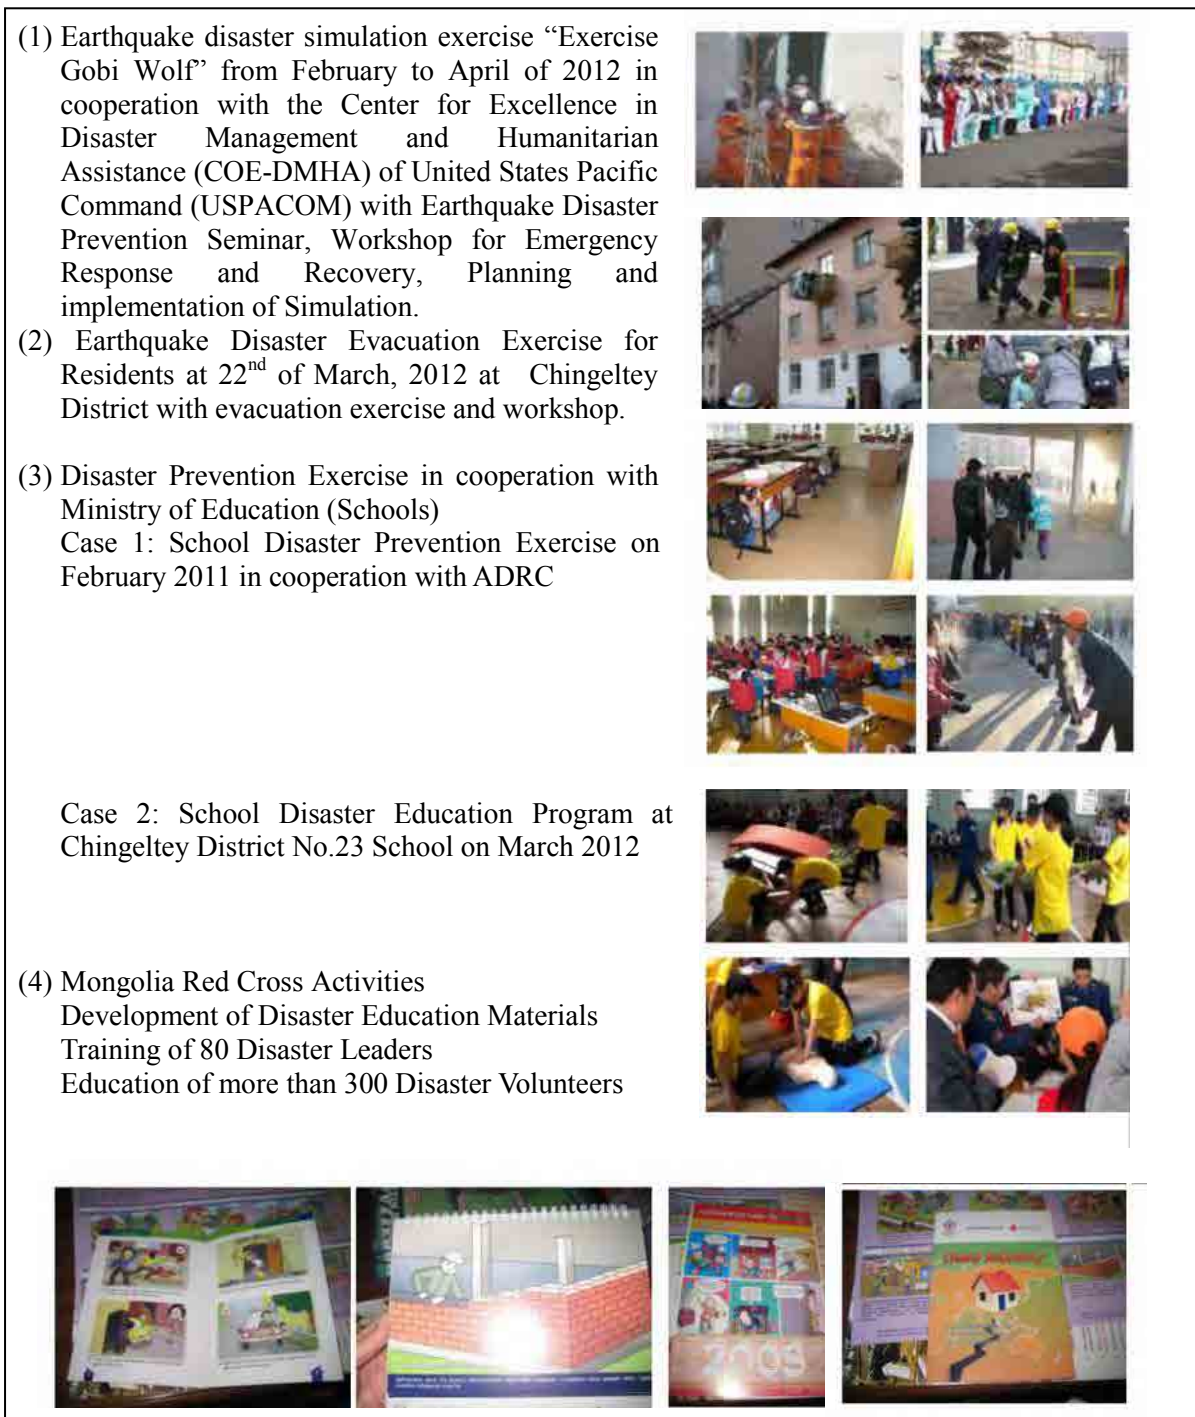 (1) Earthquake disaster simulation exercise “Exercise
Gobi Wolf” from February to April of 2012 in
cooperation with the Center for Excellence in
Disaster Management and Humanitarian
Assistance (COE-DMHA) of United States Pacific
Command (USPACOM) with Earthquake Disaster
Prevention Seminar, Workshop for Emergency
Response and Recovery, Planning and
implementation of Simulation.
(2) Earthquake Disaster Evacuation Exercise for
Residents at 22nd of March, 2012 at Chingeltey
District with evacuation exercise and workshop.
(3) Disaster Prevention Exercise in cooperation with
Ministry of Education (Schools)
Case 1: School Disaster Prevention Exercise on
February 2011 in cooperation with ADRC
Case 2: School Disaster Education Program at
Chingeltey District No.23 School on March 2012
(4) Mongolia Red Cross Activities
Development of Disaster Education Materials
Training of 80 Disaster Leaders
Education of more than 300 Disaster Volunteers